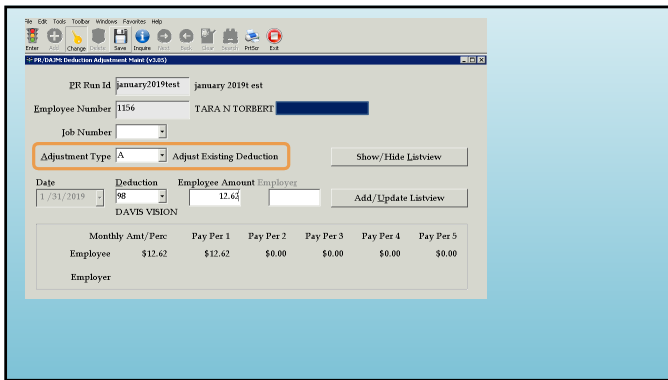 File Edit Tools Toolbar Windows Favorites Help
Enter Add Change Delete Save Inquire Next Back Clear Search PrtScr Exit
PR/DAJM: Deduction Adjustment Maint (v3.05)
PR Run Id january2019test january 2019t est
Employee Number 1156 TARA N TORBERT
Job Number
Adjustment Type A Adjust Existing Deduction Show/Hide Listview
Date Deduction Employee Amount Employer
1 /31/2019 98 12.62 Add/Update Listview
DAVIS VISION
Monthly Amt/Perc Pay Per 1 Pay Per 2 Pay Per 3 Pay Per 4 Pay Per 5
Employee $12.62 $12.62 $0.00 $0.00 $0.00 $0.00
Employer